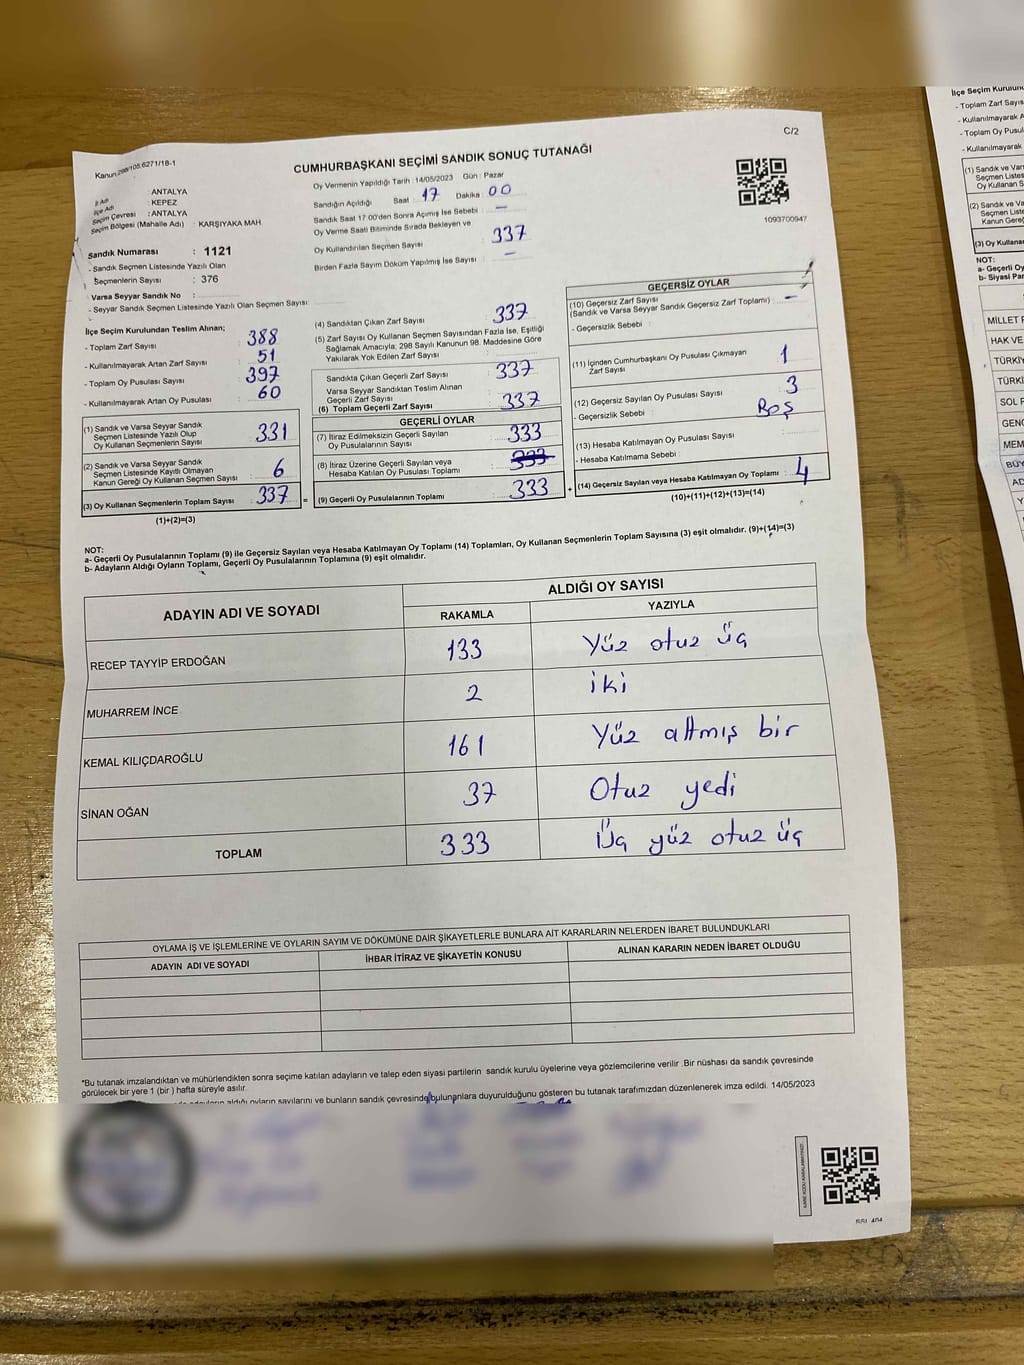 C/2
Kanun:298/105.6271/18-1
CUMHURBAŞKANI SEÇİMİ SANDIK SONUÇ TUTANAĞI
İl Adı : ANTALYA
İlçe Adı : KEPEZ
Seçim Çevresi : ANTALYA
Seçim Bölgesi (Mahalle Adı) : KARŞIYAKA MAH.
Sandık Numarası : 1121
- Sandık Seçmen Listesinde Yazılı Olan
Seçmenlerin Sayısı : 376
Varsa Seyyar Sandık No :
- Seyyar Sandık Seçmen Listesinde Yazılı Olan Seçmen Sayısı:
Oy Vermenin Yapıldığı Tarih : 14/05/2023 Gün : Pazar
Sandığın Açıldığı Saat : 17 Dakika : 00
Sandık Saat 17:00'den Sonra Açımış İse Sebebi : –
Oy Verme Saati Bitiminde Sırada Bekleyen ve
Oy Kullandırılan Seçmen Sayısı : 337
Birden Fazla Sayım Döküm Yapılmış İse Sayısı : –
1093700947
İlçe Seçim Kurulundan Teslim Alınan;
- Toplam Zarf Sayısı : 388
- Kullanılmayarak Artan Zarf Sayısı : 51
- Toplam Oy Pusulası Sayısı : 397
- Kullanılmayarak Artan Oy Pusulası : 60
(1) Sandık ve Varsa Seyyar Sandık
Seçmen Listesinde Yazılı Olup
Oy Kullanan Seçmenlerin Sayısı : 331
(2) Sandık ve Varsa Seyyar Sandık
Seçmen Listesinde Kayıtlı Olmayan
Kanun Gereği Oy Kullanan Seçmen Sayısı : 6
(3) Oy Kullanan Seçmenlerin Toplam Sayısı : 337
(1)+(2)=(3)
(4) Sandıktan Çıkan Zarf Sayısı : 337
(5) Zarf Sayısı Oy Kullanan Seçmen Sayısından Fazla İse, Eşitliği
Sağlamak Amacıyla; 298 Sayılı Kanunun 98. Maddesine Göre
Yakılarak Yok Edilen Zarf Sayısı :
Sandıkta Çıkan Geçerli Zarf Sayısı : 337
Varsa Seyyar Sandıktan Teslim Alınan
Geçerli Zarf Sayısı :
(6) Toplam Geçerli Zarf Sayısı : 337
GEÇERLİ OYLAR
(7) İtiraz Edilmeksizin Geçerli Sayılan
Oy Pusulalarının Sayısı : 333
(8) İtiraz Üzerine Geçerli Sayılan veya
Hesaba Katılan Oy Pusulası Toplamı : 333
= (9) Geçerli Oy Pusulalarının Toplamı : 333 +
GEÇERSİZ OYLAR
(10) Geçersiz Zarf Sayısı
(Sandık ve Varsa Seyyar Sandık Geçersiz Zarf Toplamı) : –
- Geçersizlik Sebebi :
(11) İçinden Cumhurbaşkanı Oy Pusulası Çıkmayan
Zarf Sayısı : 1
(12) Geçersiz Sayılan Oy Pusulası Sayısı : 3
- Geçersizlik Sebebi : Boş
(13) Hesaba Katılmayan Oy Pusulası Sayısı :
- Hesaba Katılmama Sebebi :
(14) Geçersiz Sayılan veya Hesaba Katılmayan Oy Toplamı : 4
(10)+(11)+(12)+(13)=(14)
NOT:
a- Geçerli Oy Pusulalarının Toplamı (9) ile Geçersiz Sayılan veya Hesaba Katılmayan Oy Toplamı (14) Toplamları, Oy Kullanan Seçmenlerin Toplam Sayısına (3) eşit olmalıdır. (9)+(14)=(3)
b- Adayların Aldığı Oyların Toplamı, Geçerli Oy Pusulalarının Toplamına (9) eşit olmalıdır.
ADAYIN ADI VE SOYADI ALDIĞI OY SAYISI
RAKAMLA YAZIYLA
RECEP TAYYİP ERDOĞAN 133 Yüz otuz üç
MUHARREM İNCE 2 iki
KEMAL KILIÇDAROĞLU 161 Yüz altmış bir
SİNAN OĞAN 37 Otuz yedi
TOPLAM 333 Üç yüz otuz üç
OYLAMA İŞ VE İŞLEMLERİNE VE OYLARIN SAYIM VE DÖKÜMÜNE DAİR ŞİKAYETLERLE BUNLARA AİT KARARLARIN NELERDEN İBARET BULUNDUKLARI
ADAYIN ADI VE SOYADI İHBAR İTİRAZ VE ŞİKAYETİN KONUSU ALINAN KARARIN NEDEN İBARET OLDUĞU
*Bu tutanak imzalandıktan ve mühürlendikten sonra seçime katılan adayların ve talep eden siyasi partilerin sandık kurulu üyelerine veya gözlemcilerine verilir .Bir nüshası da sandık çevresinde
görülecek bir yere 1 (bir ) hafta süreyle asılır.
aldığı oyların sayılarını ve bunların sandık çevresinde bulunanlara duyurulduğunu gösteren bu tutanak tarafımızdan düzenlenerek imza edildi. 14/05/2023
İlçe Seçim Kurulun
- Toplam Zarf Sayıs
- Kullanılmayarak A
- Toplam Oy Pusul
- Kullanılmayarak
(1) Sandık ve Vars
Seçmen Listes
Oy Kullanan S
(2) Sandık ve Varsa
Seçmen Liste
Kanun Gere
(3) Oy Kullana
NOT:
a- Geçerli Oy
b- Siyasi Par
MİLLET
HAK VE
TÜRKİ
TÜRKİ
SOL P
GENÇ
MEM
BÜY
AD